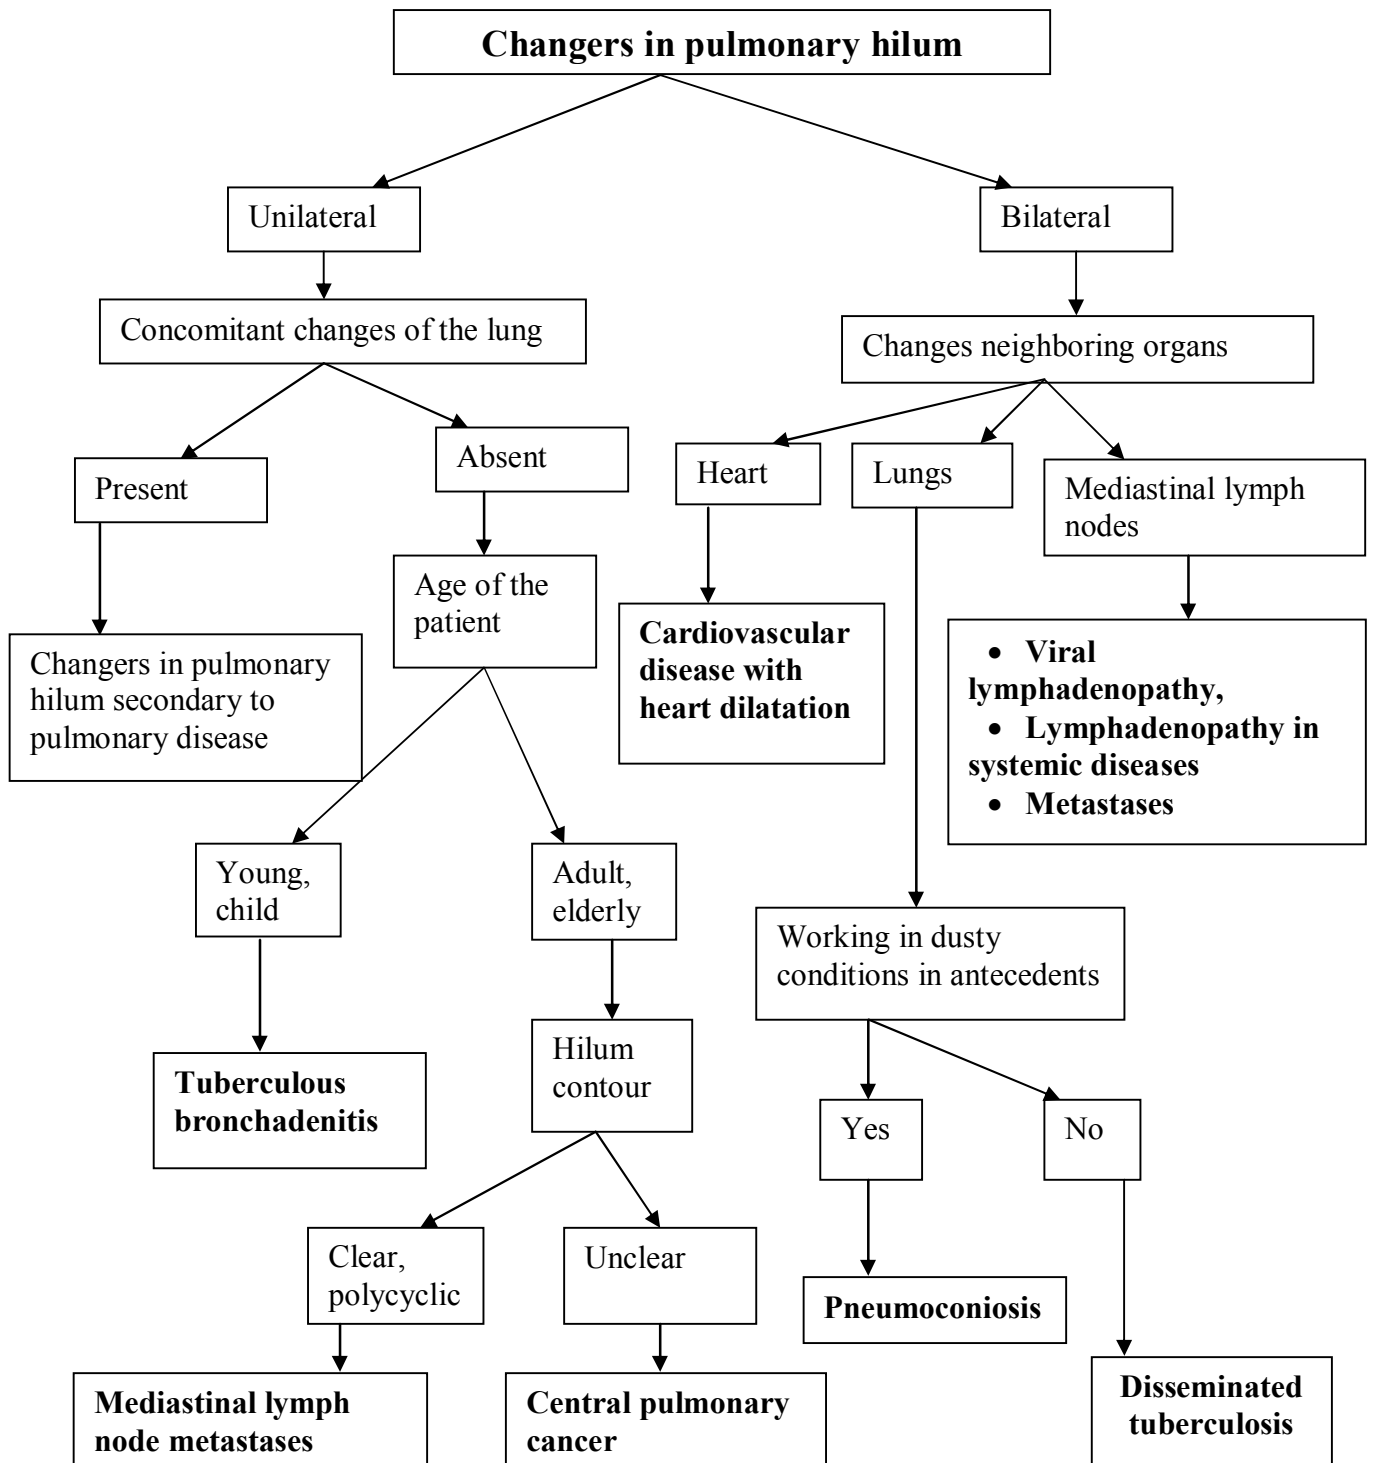 Changers in pulmonary hilum
Unilateral
Bilateral
Concomitant changes of the lung
Changes neighboring organs
Present
Absent
Heart
Lungs
Mediastinal lymph
nodes
Age of the
patient
Changers in pulmonary
hilum secondary to
pulmonary disease
Cardiovascular
disease with
heart dilatation
• Viral
lymphadenopathy,
• Lymphadenopathy in
systemic diseases
• Metastases
Young,
child
Adult,
elderly
Working in dusty
conditions in antecedents
Tuberculous
bronchadenitis
Hilum
contour
Yes
No
Clear,
polycyclic
Unclear
Pneumoconiosis
Mediastinal lymph
node metastases
Central pulmonary
cancer
Disseminated
tuberculosis